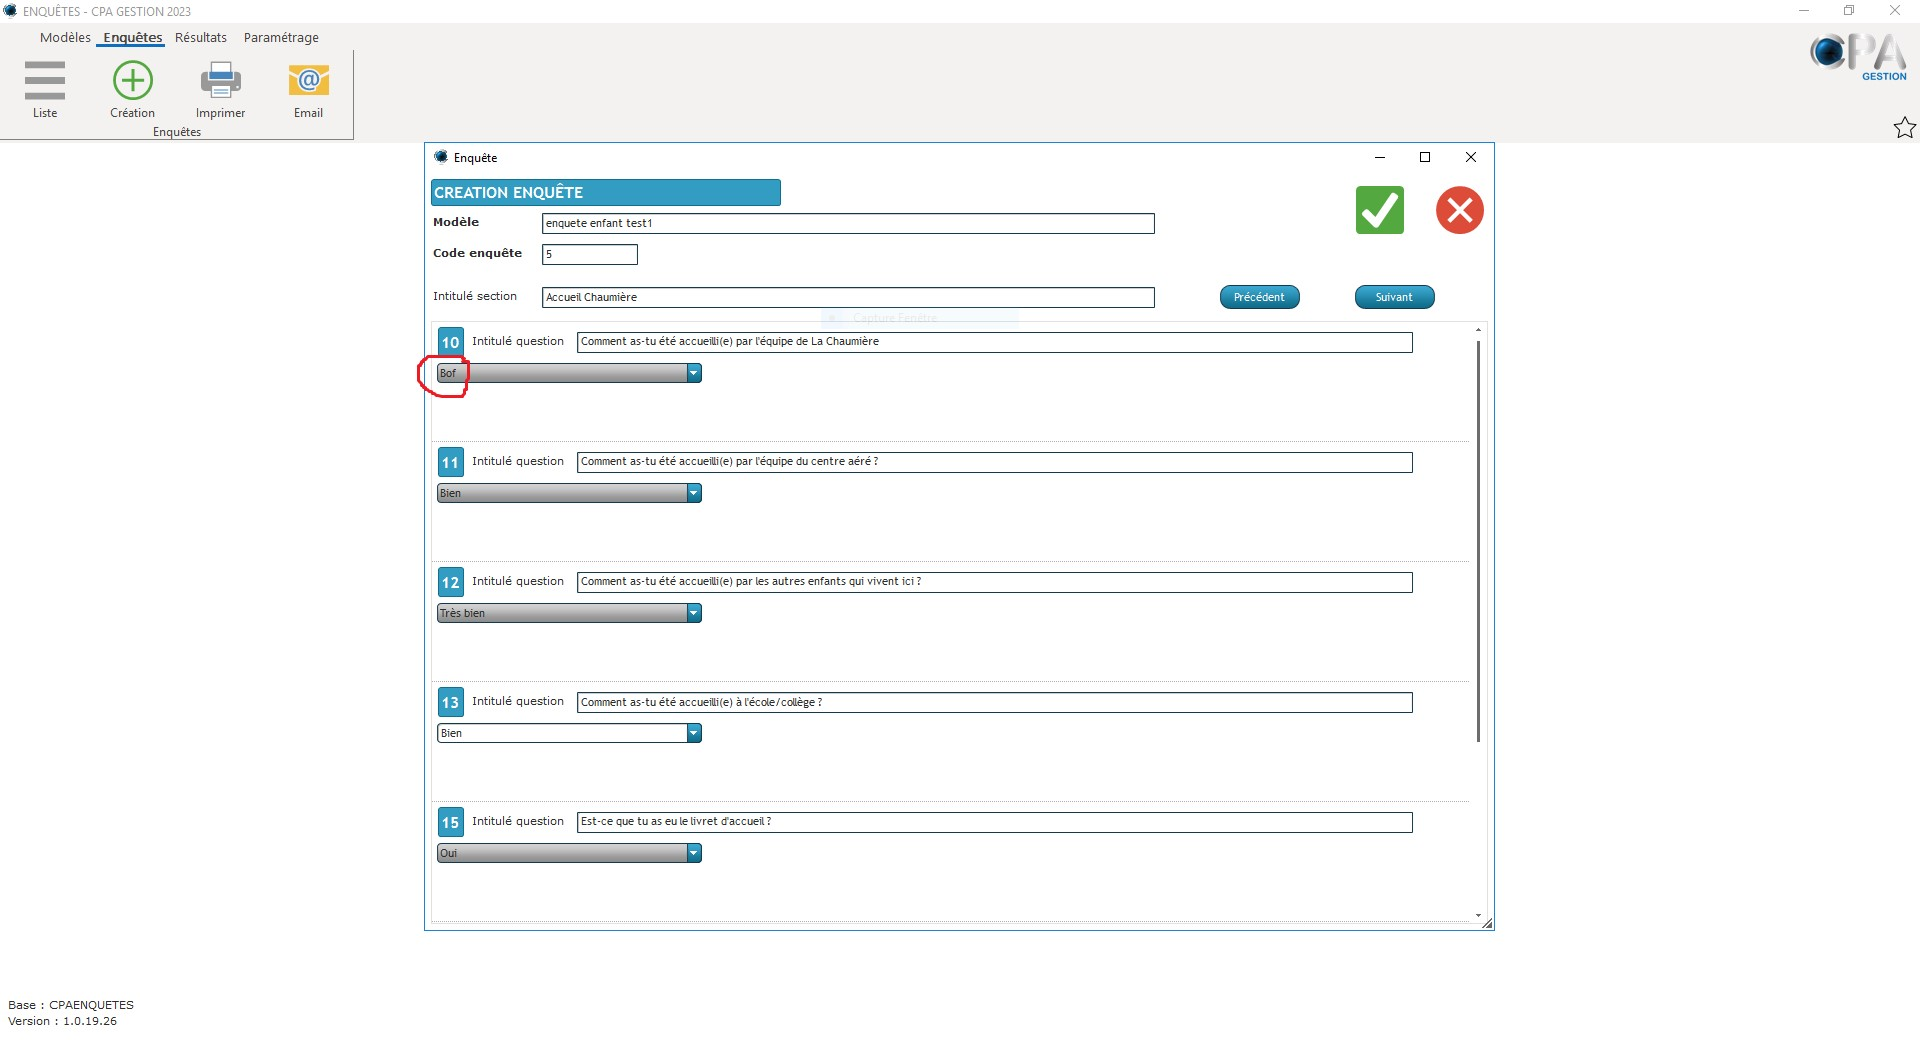 ENQUÊTES - CPA GESTION 2023
Modèles Enquêtes Résultats Paramétrage
Liste Création Imprimer Email
Enquêtes
CPA
GESTION
Enquête
CREATION ENQUÊTE
Modèle enquete enfant test1
Code enquête 5
Intitulé section Accueil Chaumière Précédent Suivant
Capture Fenêtre
10 Intitulé question Comment as-tu été accueilli(e) par l'équipe de La Chaumière
Bof
11 Intitulé question Comment as-tu été accueilli(e) par l'équipe du centre aéré ?
Bien
12 Intitulé question Comment as-tu été accueilli(e) par les autres enfants qui vivent ici ?
Très bien
13 Intitulé question Comment as-tu été accueilli(e) à l'école/collège ?
Bien
15 Intitulé question Est-ce que tu as eu le livret d'accueil ?
Oui
Base : CPAENQUETES
Version : 1.0.19.26